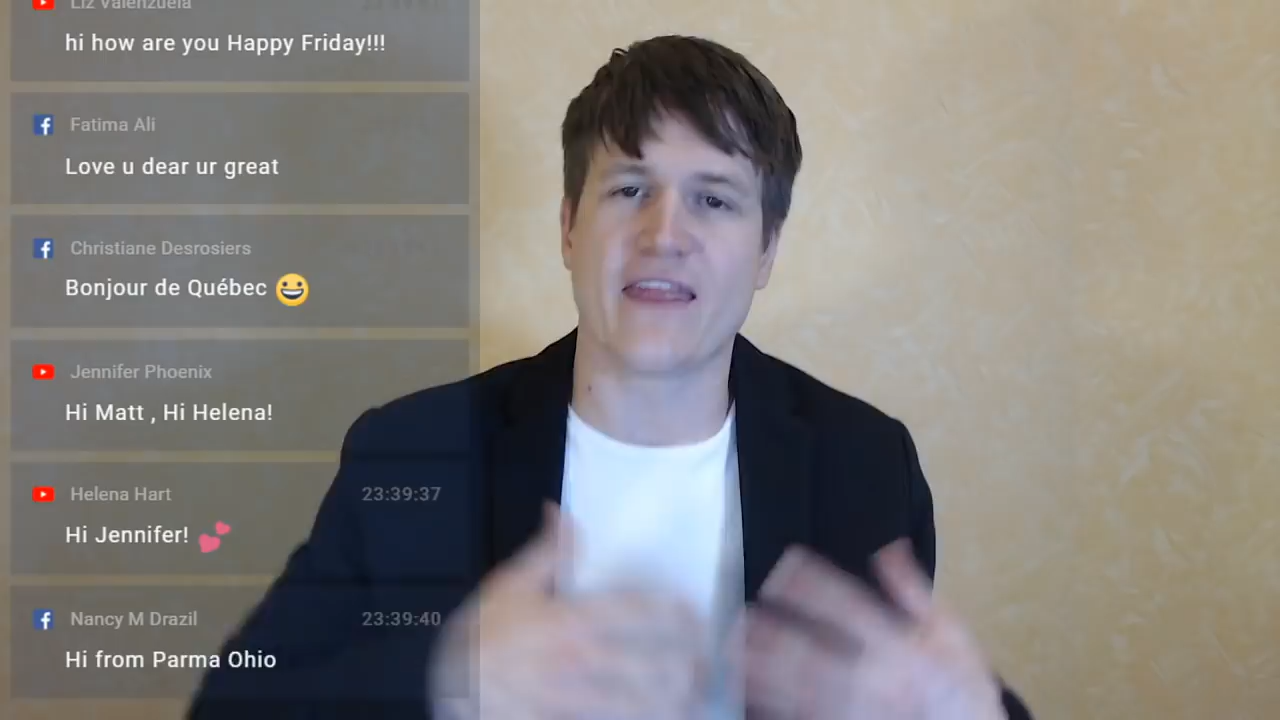 Liz Valenzuela
hi how are you Happy Friday!!!
Fatima Ali
Love u dear ur great
Christiane Desrosiers
Bonjour de Québec 😀
Jennifer Phoenix
Hi Matt , Hi Helena!
Helena Hart 23:39:37
Hi Jennifer! 💕
Nancy M Drazil 23:39:40
Hi from Parma Ohio